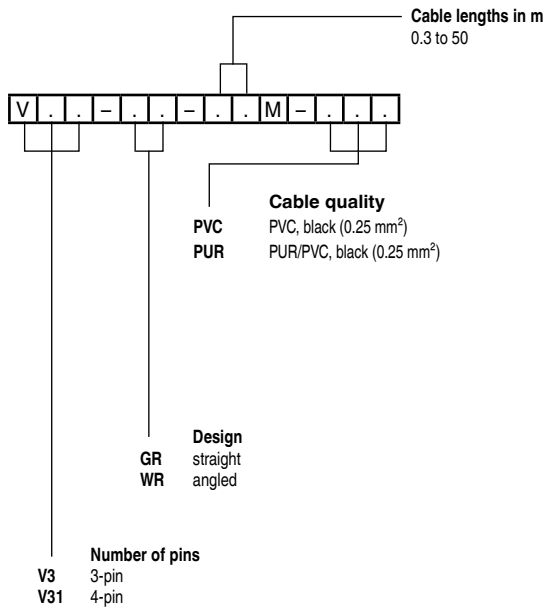 Cable lengths in m
0.3 to 50
V . . – . . – . . M – . . .
Cable quality
PVC PVC, black (0.25 mm²)
PUR PUR/PVC, black (0.25 mm²)
Design
GR straight
WR angled
Number of pins
V3 3-pin
V31 4-pin